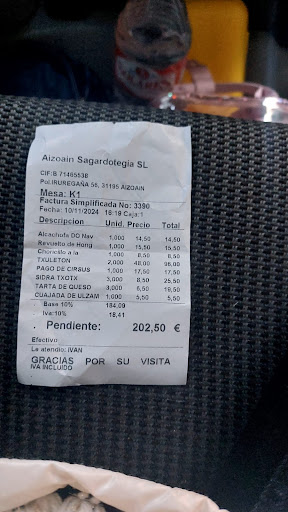 Aizoain Sagardotegia SL
CIF:B 71465538
Pol.IRUREGAÑA 56, 31195 AIZOAIN
Mesa: K1
Factura Simplificada No: 3390
Fecha: 10/11/2024 18:19 Caja:1
Descripcion Unid. Precio Importe
Alcachofa DO Nav 1,000 14,50 14,50
Revuelto de Hong 1,000 15,50 15,50
Choricillo a la 1,000 8,50 8,50
TXULETON 2,000 48,00 96,00
PAGO DE CIRSUS 1,000 17,50 17,50
SIDRA TXOTX 3,000 8,50 25,50
TARTA DE QUESO 3,000 6,50 19,50
CUAJADA DE ULZAM 1,000 5,50 5,50
Base 10% 184,09
Iva:10% 18,41
Pendiente: 202,50 €
Efectivo
Le atendio: IVAN
GRACIAS POR SU VISITA
IVA INCLUIDO